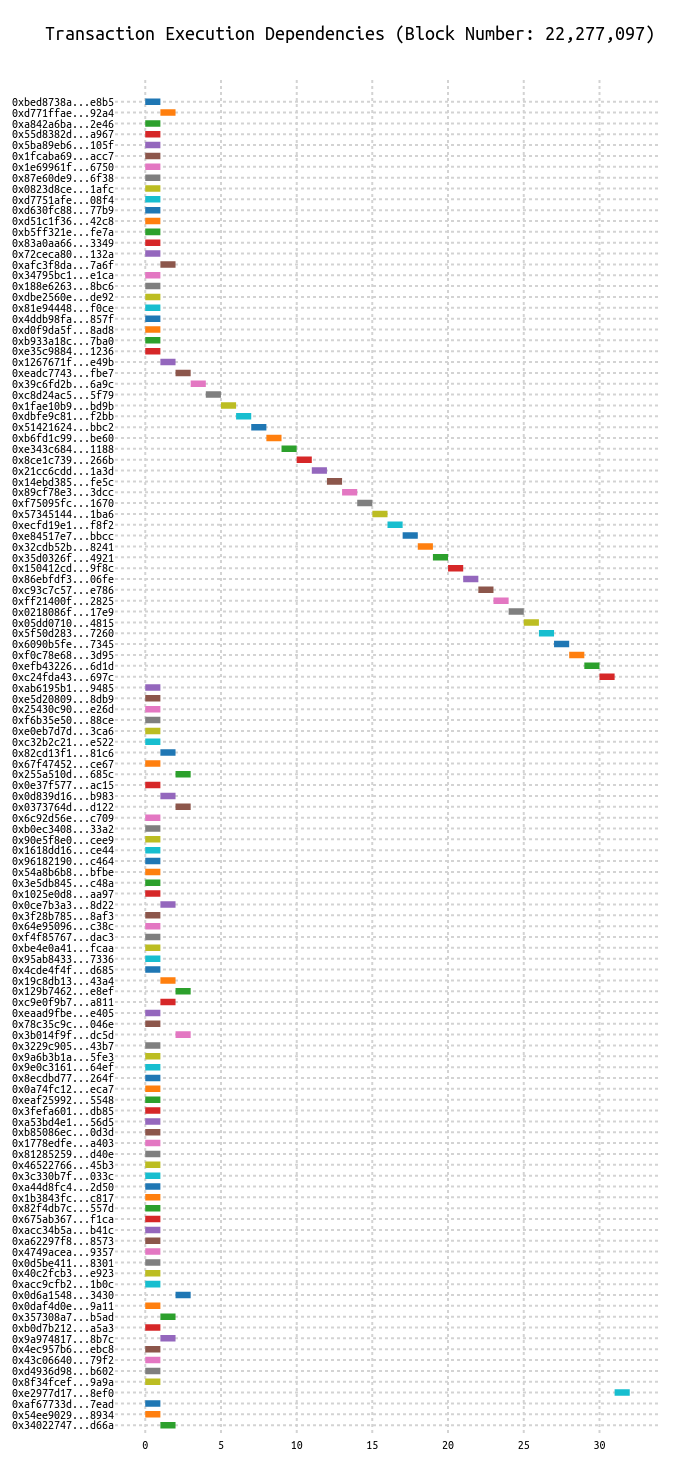 Transaction Execution Dependencies (Block Number: 22,277,097)
0xbed8738a...e8b5
0xd771ffae...92a4
0xa842a6ba...2e46
0x55d8382d...a967
0x5ba89eb6...105f
0x1fcaba69...acc7
0x1e69961f...6750
0x87e60de9...6f38
0x0823d8ce...1afc
0xd7751afe...08f4
0xd630fc88...77b9
0xd51c1f36...42c8
0xb5ff321e...fe7a
0x83a0aa66...3349
0x72ceca80...132a
0xafc3f8da...7a6f
0x34795bc1...e1ca
0x188e6263...8bc6
0xdbe2560e...de92
0x81e94448...f0ce
0x4ddb98fa...857f
0xd0f9da5f...8ad8
0xb933a18c...7ba0
0xe35c9884...1236
0x1267671f...e49b
0xeadc7743...fbe7
0x39c6fd2b...6a9c
0xc8d24ac5...5f79
0x1fae10b9...bd9b
0xdbfe9c81...f2bb
0x51421624...bbc2
0xb6fd1c99...be60
0xe343c684...1188
0x8ce1c739...266b
0x21cc6cdd...1a3d
0x14ebd385...fe5c
0x89cf78e3...3dcc
0xf75095fc...1670
0x57345144...1ba6
0xecfd19e1...f8f2
0xe84517e7...bbcc
0x32cdb52b...8241
0x35d0326f...4921
0x150412cd...9f8c
0x86ebfdf3...06fe
0xc93c7c57...e786
0xff21400f...2825
0x0218086f...17e9
0x05dd0710...4815
0x5f50d283...7260
0x6090b5fe...7345
0xf0c78e68...3d95
0xefb43226...6d1d
0xc24fda43...697c
0xab6195b1...9485
0xe5d20809...8db9
0x25430c90...e26d
0xf6b35e50...88ce
0xe0eb7d7d...3ca6
0xc32b2c21...e522
0x82cd13f1...81c6
0x67f47452...ce67
0x255a510d...685c
0x0e37f577...ac15
0x0d839d16...b983
0x0373764d...d122
0x6c92d56e...c709
0xb0ec3408...33a2
0x90e5f8e0...cee9
0x1618dd16...ce44
0x96182190...c464
0x54a8b6b8...bfbe
0x3e5db845...c48a
0x1025e0d8...aa97
0x0ce7b3a3...8d22
0x3f28b785...8af3
0x64e95096...c38c
0xf4f85767...dac3
0xbe4e0a41...fcaa
0x95ab8433...7336
0x4cde4f4f...d685
0x19c8db13...43a4
0x129b7462...e8ef
0xc9e0f9b7...a811
0xeaad9fbe...e405
0x78c35c9c...046e
0x3b014f9f...dc5d
0x3229c905...43b7
0x9a6b3b1a...5fe3
0x9e0c3161...64ef
0x8ecdbd77...264f
0x0a74fc12...eca7
0xeaf25992...5548
0x3fefa601...db85
0xa53bd4e1...56d5
0xb85086ec...0d3d
0x1778edfe...a403
0x81285259...d40e
0x46522766...45b3
0x3c330b7f...033c
0xa44d8fc4...2d50
0x1b3843fc...c817
0x82f4db7c...557d
0x675ab367...f1ca
0xacc34b5a...b41c
0xa62297f8...8573
0x4749acea...9357
0x0d5be411...8301
0x40c2fcb3...e923
0xacc9cfb2...1b0c
0x0d6a1548...3430
0x0daf4d0e...9a11
0x357308a7...b5ad
0xb0d7b212...a5a3
0x9a974817...8b7c
0x4ec957b6...ebc8
0x43c06640...79f2
0xd4936d98...b602
0x8f34fcef...9a9a
0xe2977d17...8ef0
0xaf67733d...7ead
0x54ee9029...8934
0x34022747...d66a
0 5 10 15 20 25 30